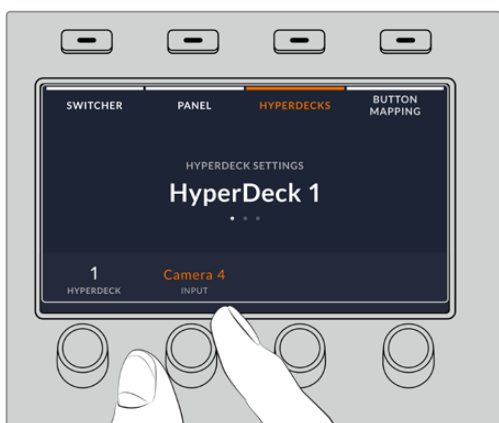 SWITCHER PANEL HYPERDECKS BUTTON MAPPING
HYPERDECK SETTINGS
HyperDeck 1
1 Camera 4
HYPERDECK INPUT